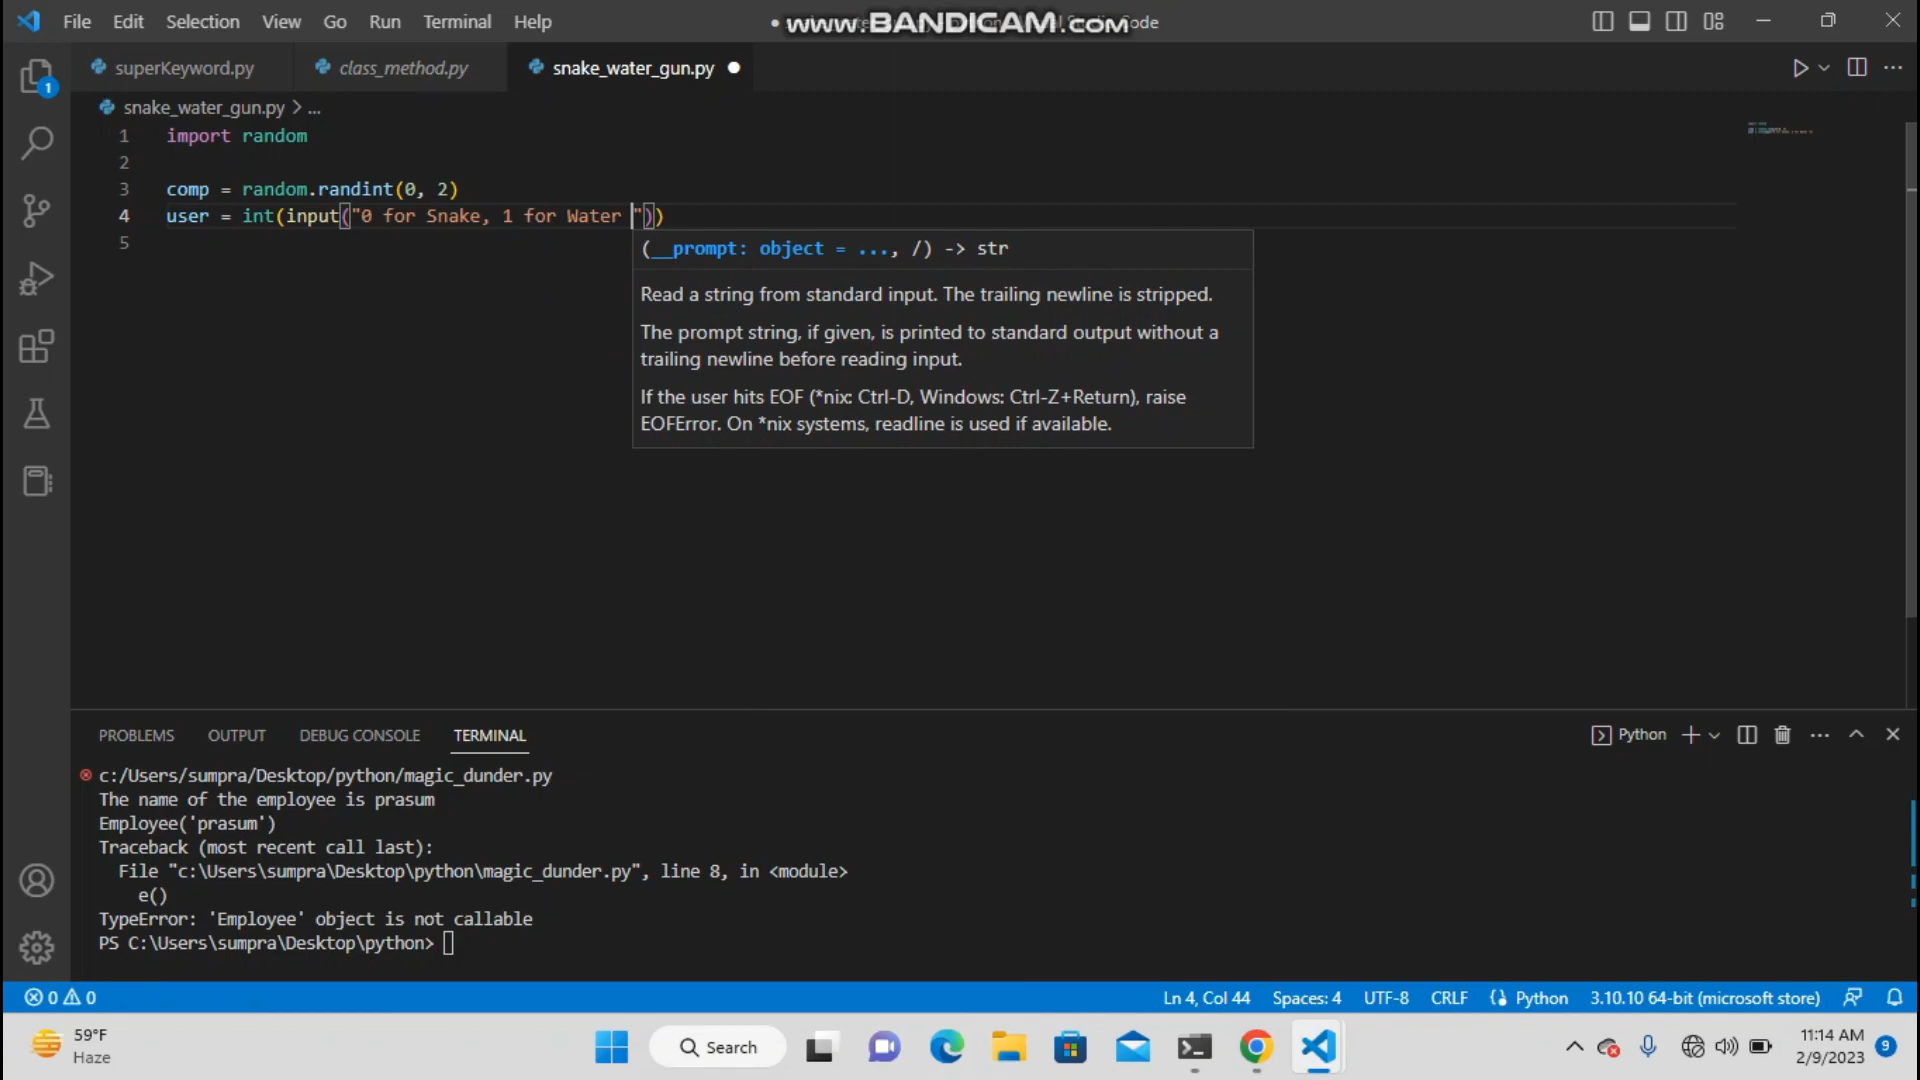 File Edit Selection View Go Run Terminal Help
www.BANDICAM.com
Code
superKeyword.py class_method.py snake_water_gun.py
1
snake_water_gun.py > ...
1 import random
2
3 comp = random.randint(0, 2)
4 user = int(input("0 for Snake, 1 for Water "))
5
(__prompt: object = ..., /) -> str
Read a string from standard input. The trailing newline is stripped.
The prompt string, if given, is printed to standard output without a
trailing newline before reading input.
If the user hits EOF (*nix: Ctrl-D, Windows: Ctrl-Z+Return), raise
EOFError. On *nix systems, readline is used if available.
PROBLEMS OUTPUT DEBUG CONSOLE TERMINAL Python
c:/Users/sumpra/Desktop/python/magic_dunder.py
The name of the employee is prasum
Employee('prasum')
Traceback (most recent call last):
File "c:\Users\sumpra\Desktop\python\magic_dunder.py", line 8, in <module>
e()
TypeError: 'Employee' object is not callable
PS C:\Users\sumpra\Desktop\python>
0 0 Ln 4, Col 44 Spaces: 4 UTF-8 CRLF Python 3.10.10 64-bit (microsoft store)
59°F
Haze
Search
11:14 AM
2/9/2023
9